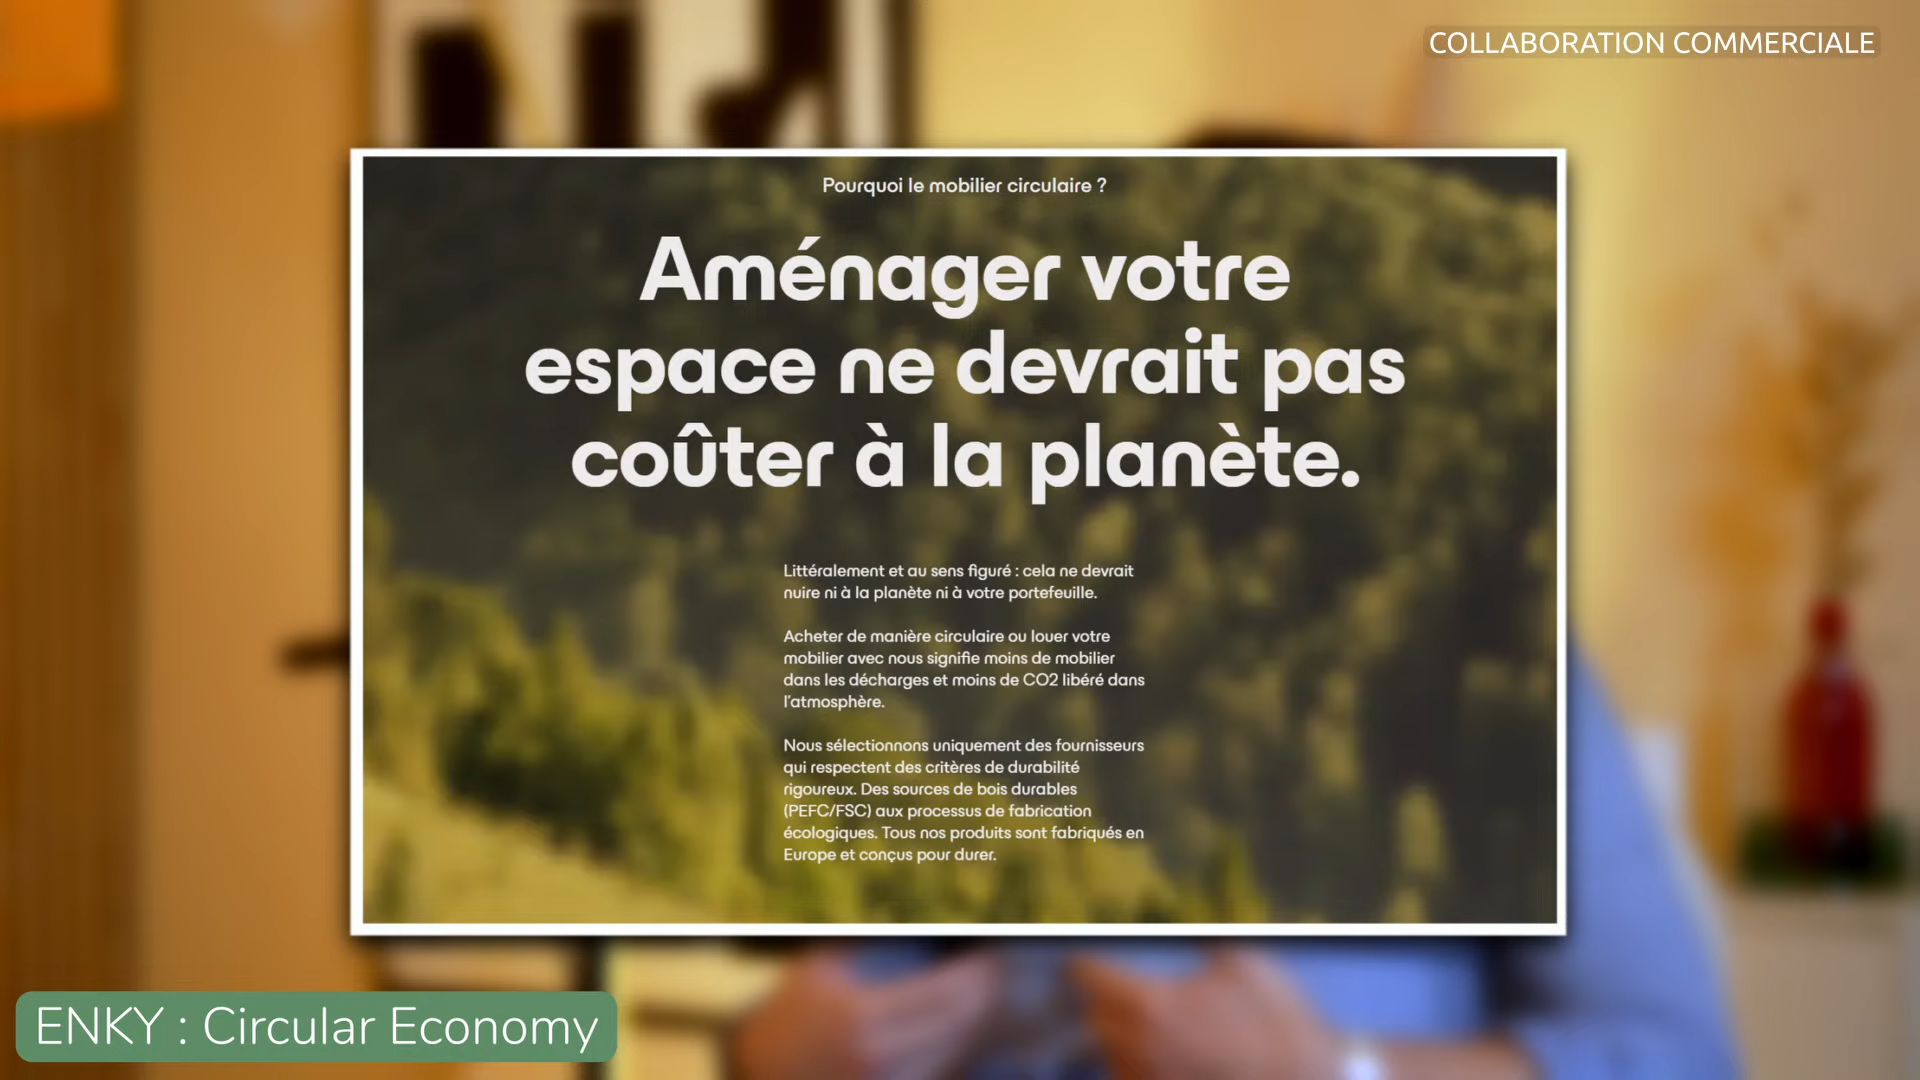 COLLABORATION COMMERCIALE
Pourquoi le mobilier circulaire ?
Aménager votre
espace ne devrait pas
coûter à la planète.
Littéralement et au sens figuré : cela ne devrait
nuire ni à la planète ni à votre portefeuille.
Acheter de manière circulaire ou louer votre
mobilier avec nous signifie moins de mobilier
dans les décharges et moins de CO2 libéré dans
l'atmosphère.
Nous sélectionnons uniquement des fournisseurs
qui respectent des critères de durabilité
rigoureux. Des sources de bois durables
(PEFC/FSC) aux processus de fabrication
écologiques. Tous nos produits sont fabriqués en
Europe et conçus pour durer.
ENKY : Circular Economy